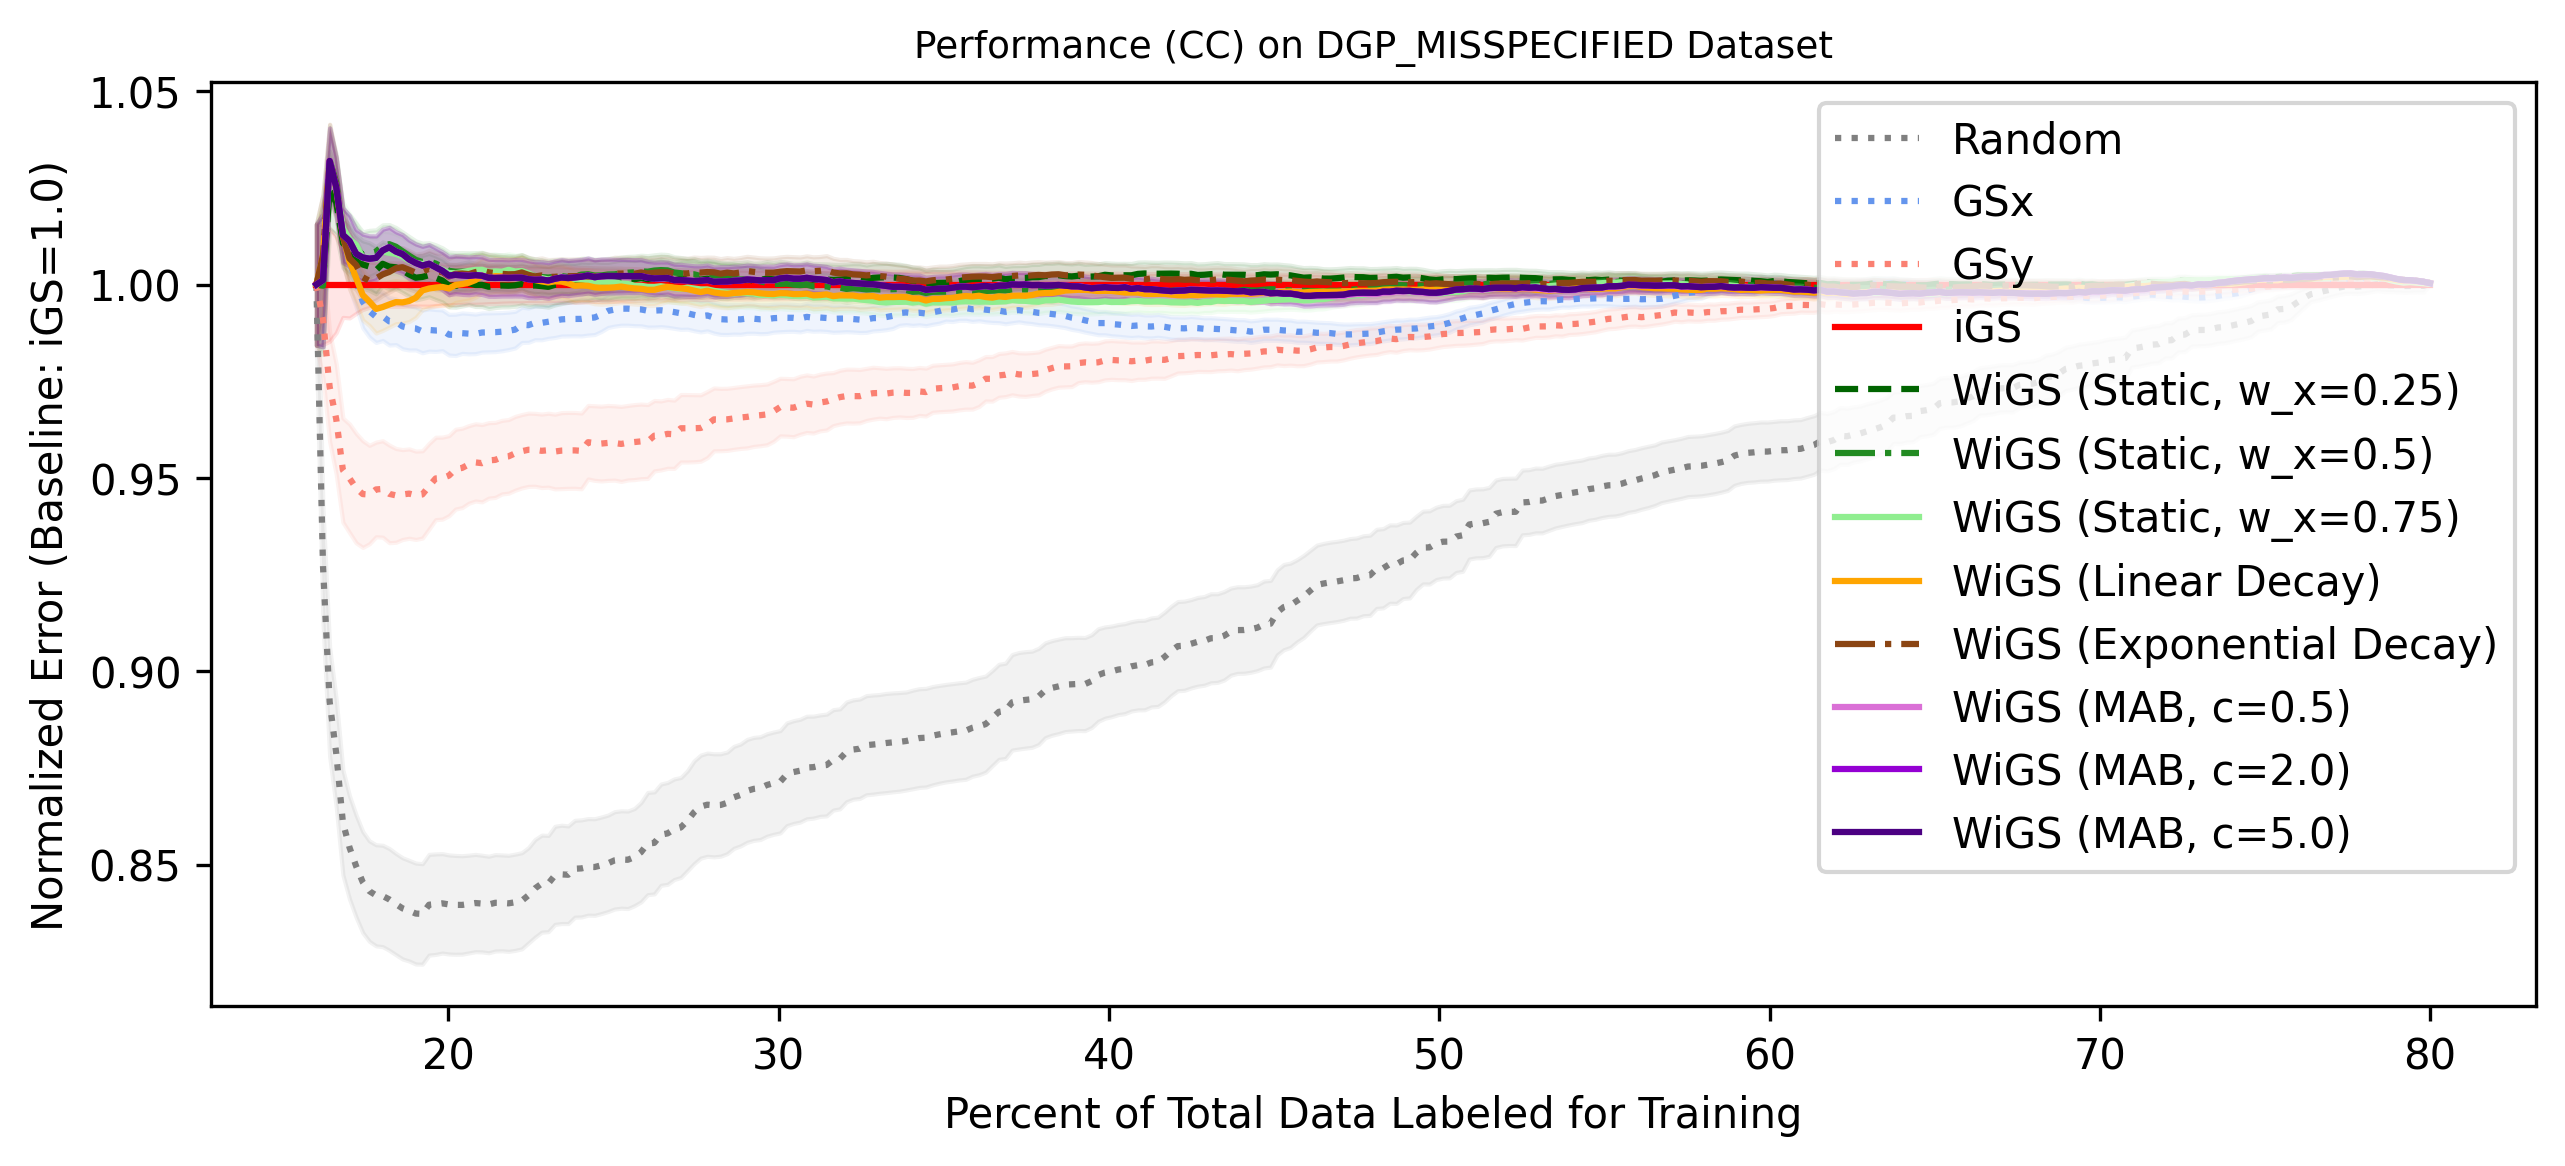 Performance (CC) on DGP_MISSPECIFIED Dataset
Normalized Error (Baseline: iGS=1.0)
1.05
1.00
0.95
0.90
0.85
Random
GSx
GSy
iGS
WiGS (Static, w_x=0.25)
WiGS (Static, w_x=0.5)
WiGS (Static, w_x=0.75)
WiGS (Linear Decay)
WiGS (Exponential Decay)
WiGS (MAB, c=0.5)
WiGS (MAB, c=2.0)
WiGS (MAB, c=5.0)
20 30 40 50 60 70 80
Percent of Total Data Labeled for Training